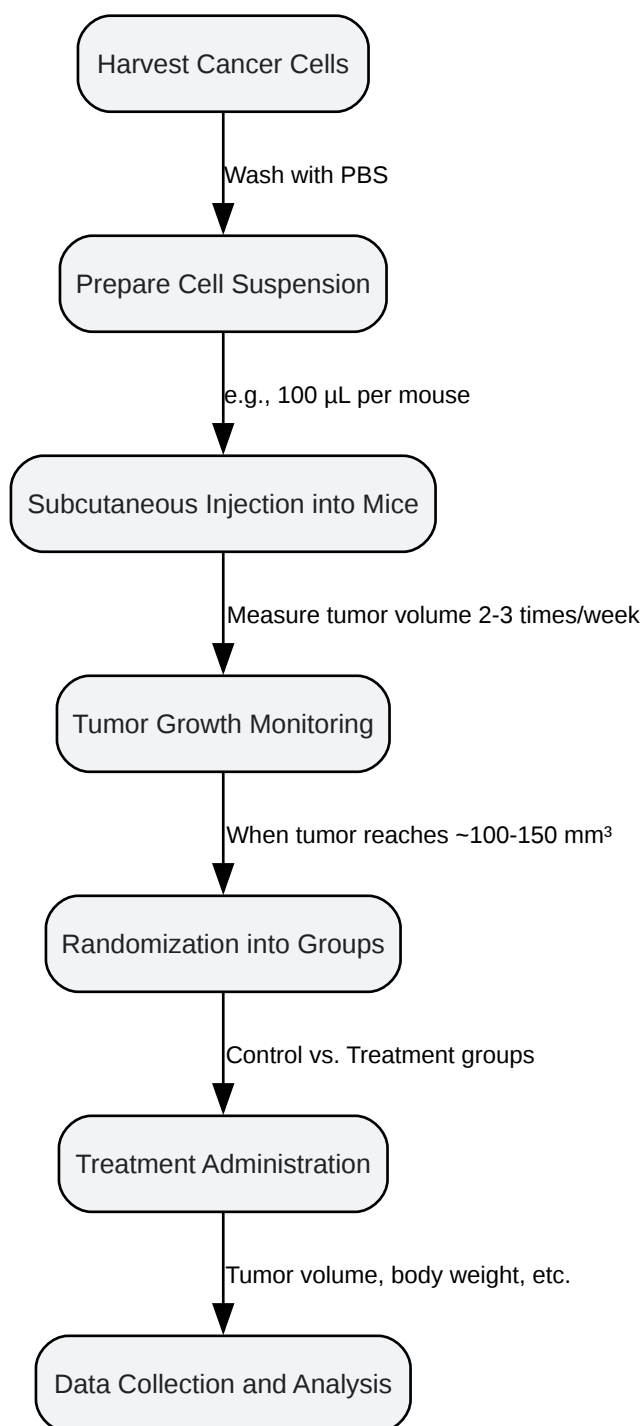 Harvest Cancer Cells
Wash with PBS
Prepare Cell Suspension
e.g., 100 µL per mouse
Subcutaneous Injection into Mice
Measure tumor volume 2-3 times/week
Tumor Growth Monitoring
When tumor reaches ~100-150 mm³
Randomization into Groups
Control vs. Treatment groups
Treatment Administration
Tumor volume, body weight, etc.
Data Collection and Analysis